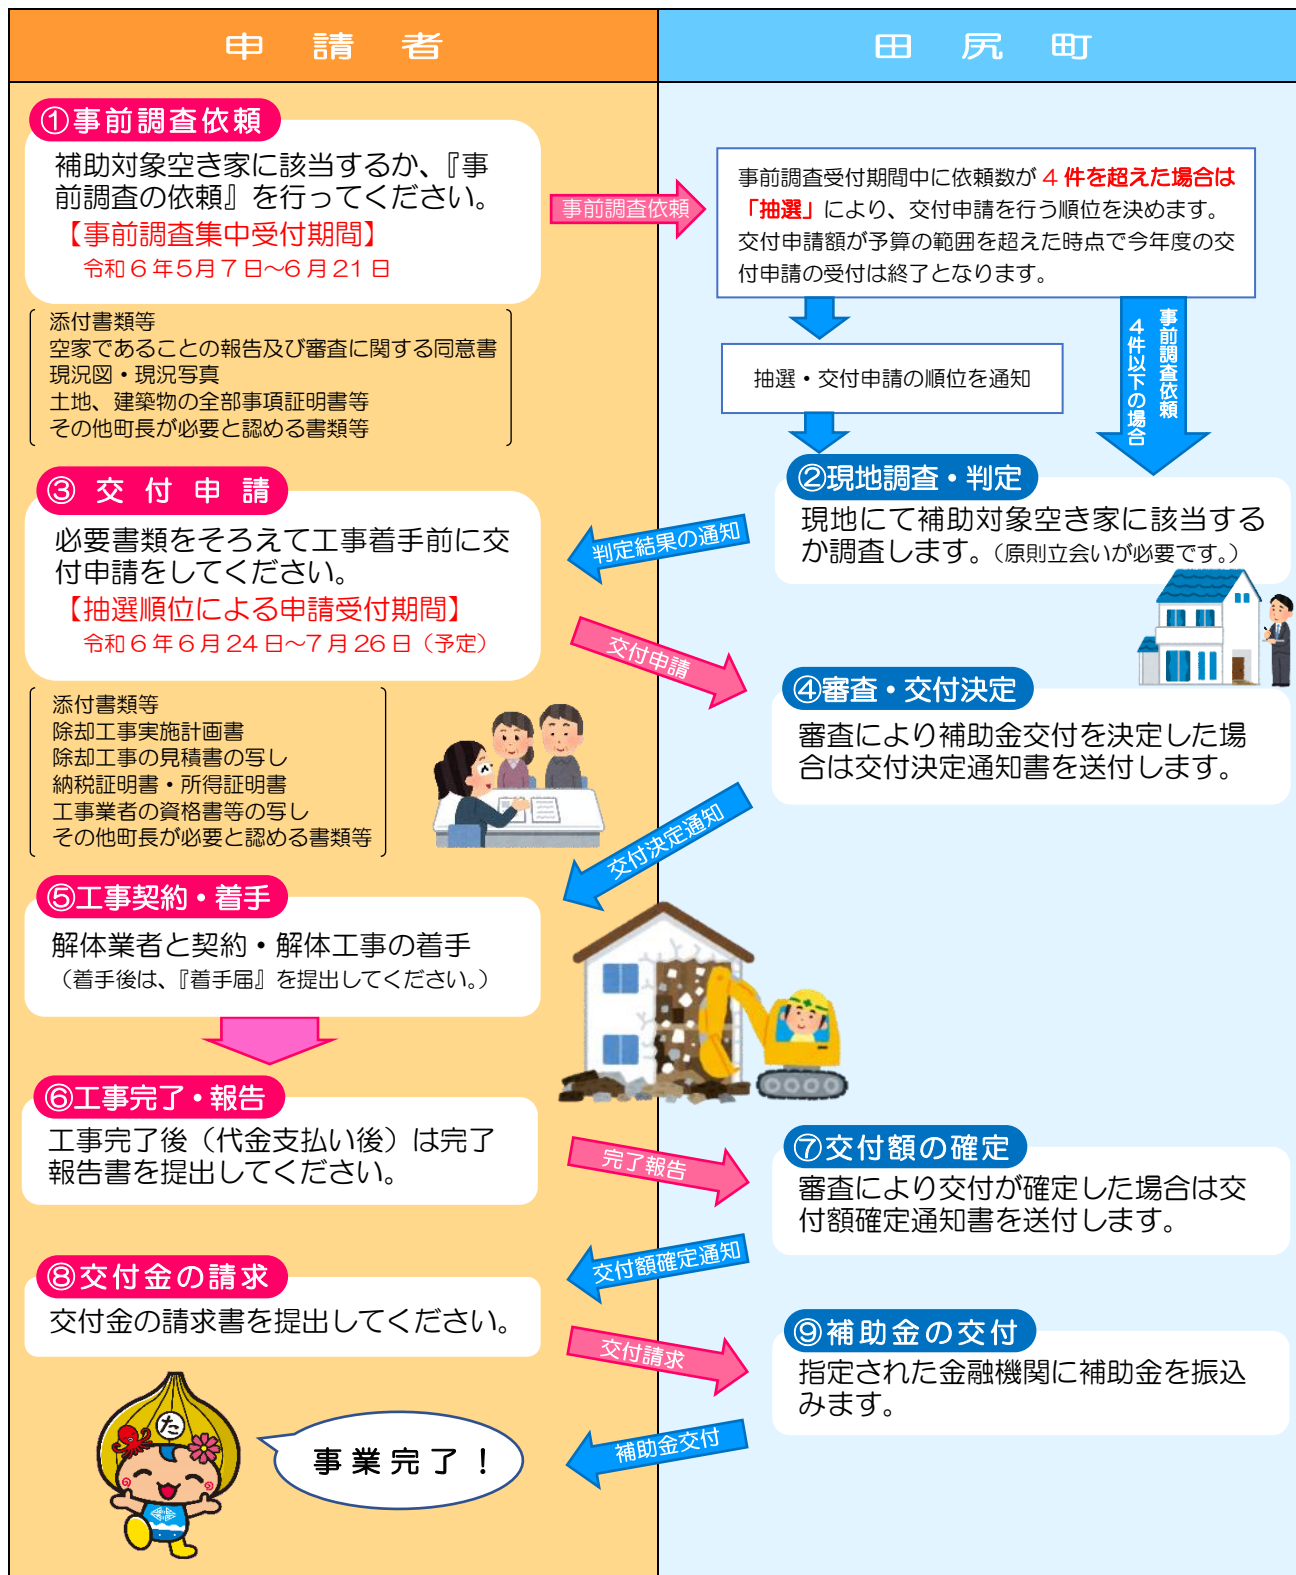 申請者
田尻町
①事前調査依頼
補助対象空き家に該当するか、『事
前調査の依頼』を行ってください。
【事前調査集中受付期間】
令和６年５月７日～６月21日
添付書類等
空家であることの報告及び審査に関する同意書
現況図・現況写真
土地、建築物の全部事項証明書等
その他町長が必要と認める書類等
事前調査依頼
事前調査受付期間中に依頼数が４件を超えた場合は
「抽選」により、交付申請を行う順位を決めます。
交付申請額が予算の範囲を超えた時点で今年度の交
付申請の受付は終了となります。
抽選・交付申請の順位を通知
事前調査依頼
４件以下の場合
②現地調査・判定
現地にて補助対象空き家に該当する
か調査します。（原則立会いが必要です。）
判定結果の通知
③交付申請
必要書類をそろえて工事着手前に交
付申請をしてください。
【抽選順位による申請受付期間】
令和６年６月24日～７月26日（予定）
添付書類等
除却工事実施計画書
除却工事の見積書の写し
納税証明書・所得証明書
工事業者の資格書等の写し
その他町長が必要と認める書類等
交付申請
④審査・交付決定
審査により補助金交付を決定した場
合は交付決定通知書を送付します。
交付決定通知
⑤工事契約・着手
解体業者と契約・解体工事の着手
（着手後は、『着手届』を提出してください。）
⑥工事完了・報告
工事完了後（代金支払い後）は完了
報告書を提出してください。
完了報告
⑦交付額の確定
審査により交付が確定した場合は交
付額確定通知書を送付します。
交付額確定通知
⑧交付金の請求
交付金の請求書を提出してください。
交付請求
⑨補助金の交付
指定された金融機関に補助金を振込
みます。
補助金交付
た
事業完了！